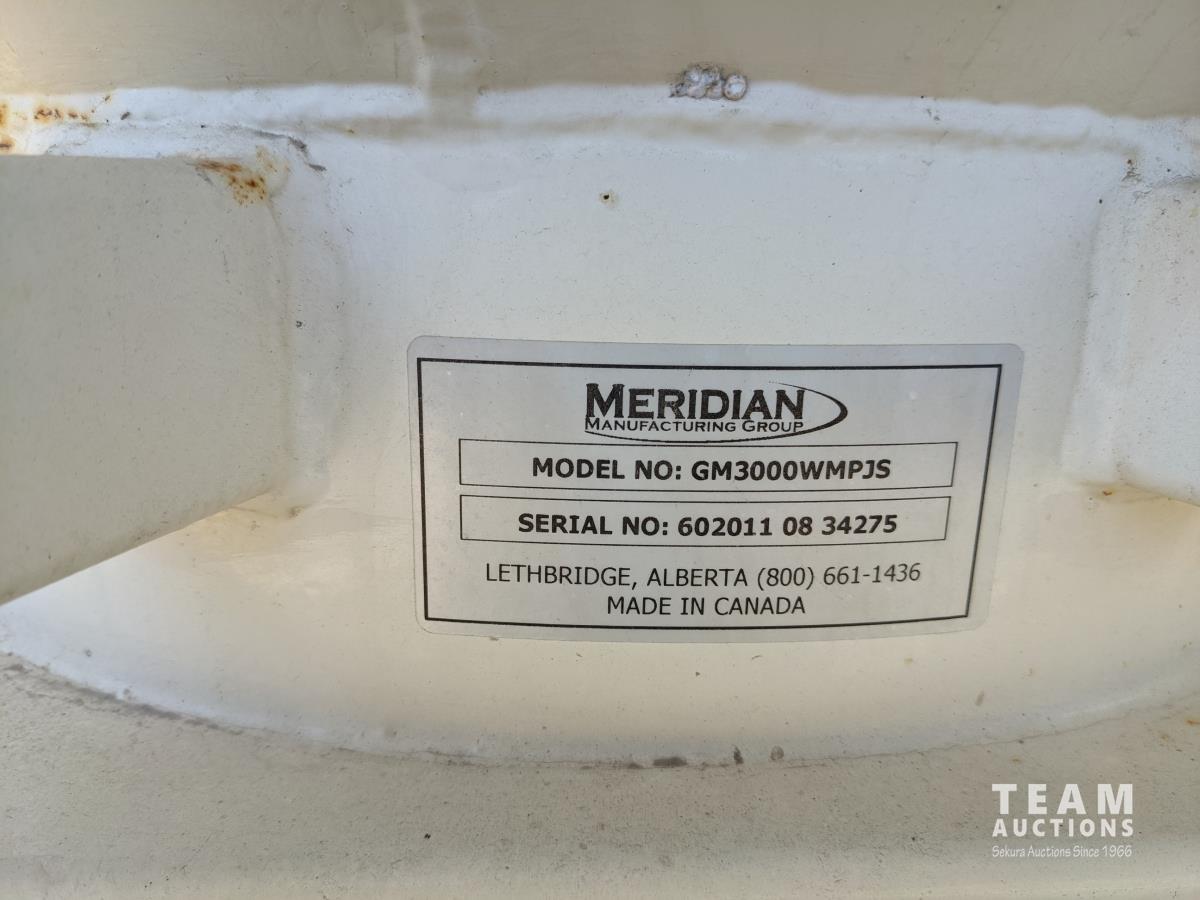 MERIDIAN
MANUFACTURING GROUP
MODEL NO: GM3000WMPJS
SERIAL NO: 602011 08 34275
LETHBRIDGE, ALBERTA (800) 661-1436
MADE IN CANADA
TEAM
AUCTIONS
Sekura Auctions Since 1966